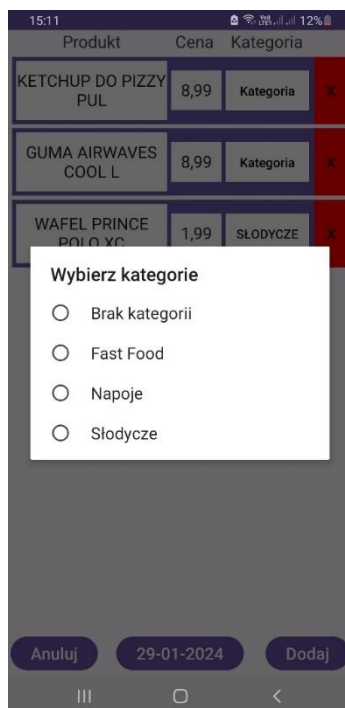 15:11 12%
Produkt Cena Kategoria
KETCHUP DO PIZZY
PUL
8,99 Kategoria X
GUMA AIRWAVES
COOL L
8,99 Kategoria X
WAFEL PRINCE
POLO XC
1,99 SŁODYCZE X
Wybierz kategorie
Brak kategorii
Fast Food
Napoje
Słodycze
Anuluj 29-01-2024 Dodaj